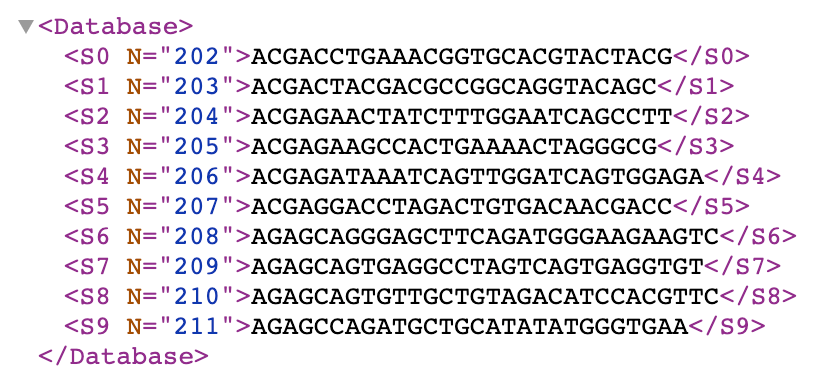 <Database>
<S0 N="202">ACGACCTGAAACGGTGCACGTACTACG</S0>
<S1 N="203">ACGACTACGACGCCGGCAGGTACAGC</S1>
<S2 N="204">ACGAGAACTATCTTTGGAATCAGCCTT</S2>
<S3 N="205">ACGAGAAGCCACTGAAAACTAGGGCG</S3>
<S4 N="206">ACGAGATAAATCAGTTGGATCAGTGGAGA</S4>
<S5 N="207">ACGAGGACCTAGACTGTGACAACGACC</S5>
<S6 N="208">AGAGCAGGGAGCTTCAGATGGGAAGAAGTC</S6>
<S7 N="209">AGAGCAGTGAGGCCTAGTCAGTGAGGTGT</S7>
<S8 N="210">AGAGCAGTGTTGCTGTAGACATCCACGTTC</S8>
<S9 N="211">AGAGCCAGATGCTGCATATATGGGTGAA</S9>
</Database>